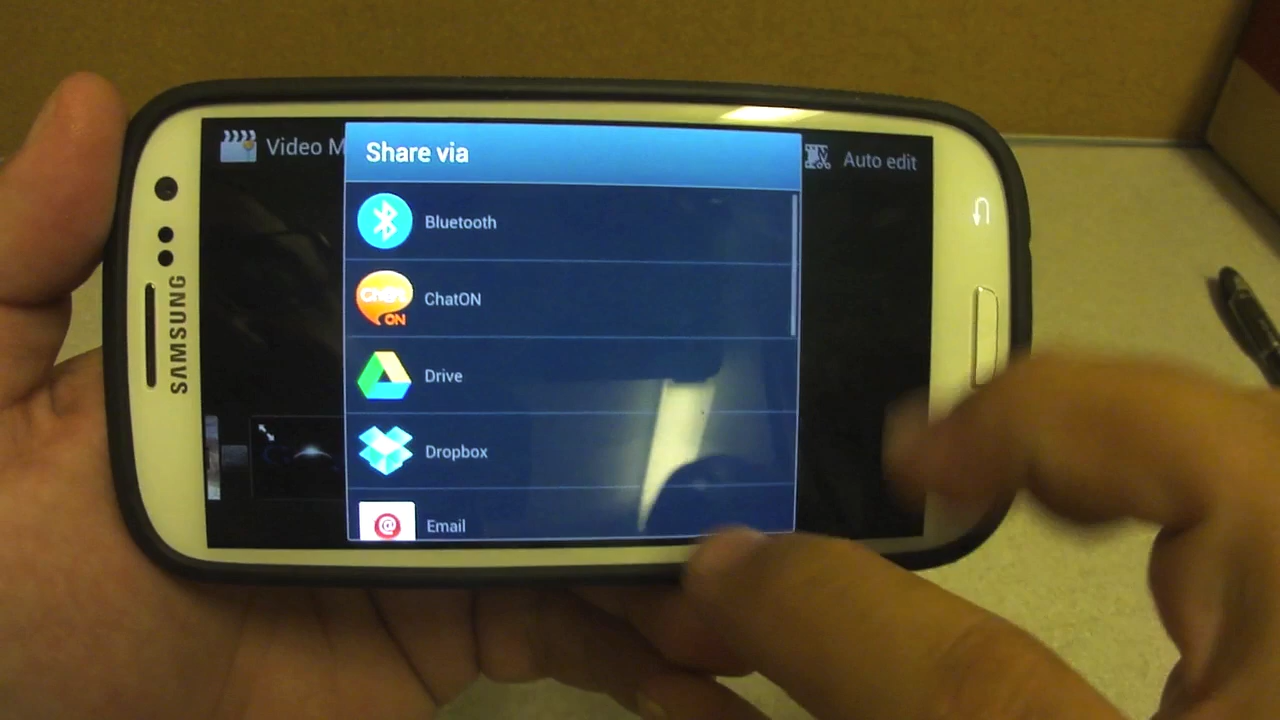 Video M
Share via
Auto edit
Bluetooth
ChatON
Drive
Dropbox
@ Email
SAMSUNG